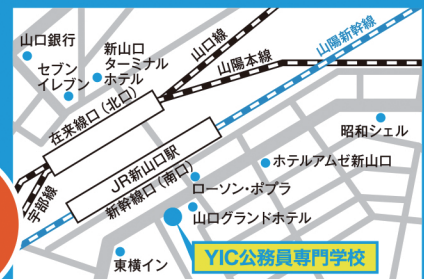 山口銀行
セブン
イレブン
新山口
ターミナル
ホテル
山口線
山陽本線
山陽新幹線
在来線口（北口）
JR新山口駅
新幹線口（南口）
宇部線
昭和シェル
ホテルアムゼ新山口
ローソン・ポプラ
山口グランドホテル
YIC公務員専門学校
東横イン